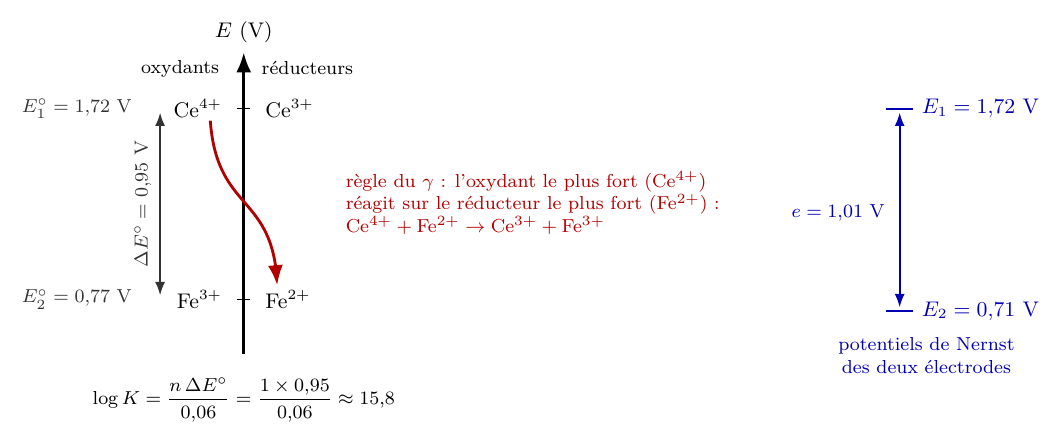 E (V)
oxydants réducteurs
E₁° = 1,72 V Ce⁴⁺ Ce³⁺
ΔE° = 0,95 V
E₂° = 0,77 V Fe³⁺ Fe²⁺
log K = n ΔE° / 0,06 = 1 × 0,95 / 0,06 ≈ 15,8
règle du γ : l'oxydant le plus fort (Ce⁴⁺)
réagit sur le réducteur le plus fort (Fe²⁺) :
Ce⁴⁺ + Fe²⁺ → Ce³⁺ + Fe³⁺
E₁ = 1,72 V
e = 1,01 V
E₂ = 0,71 V
potentiels de Nernst
des deux électrodes